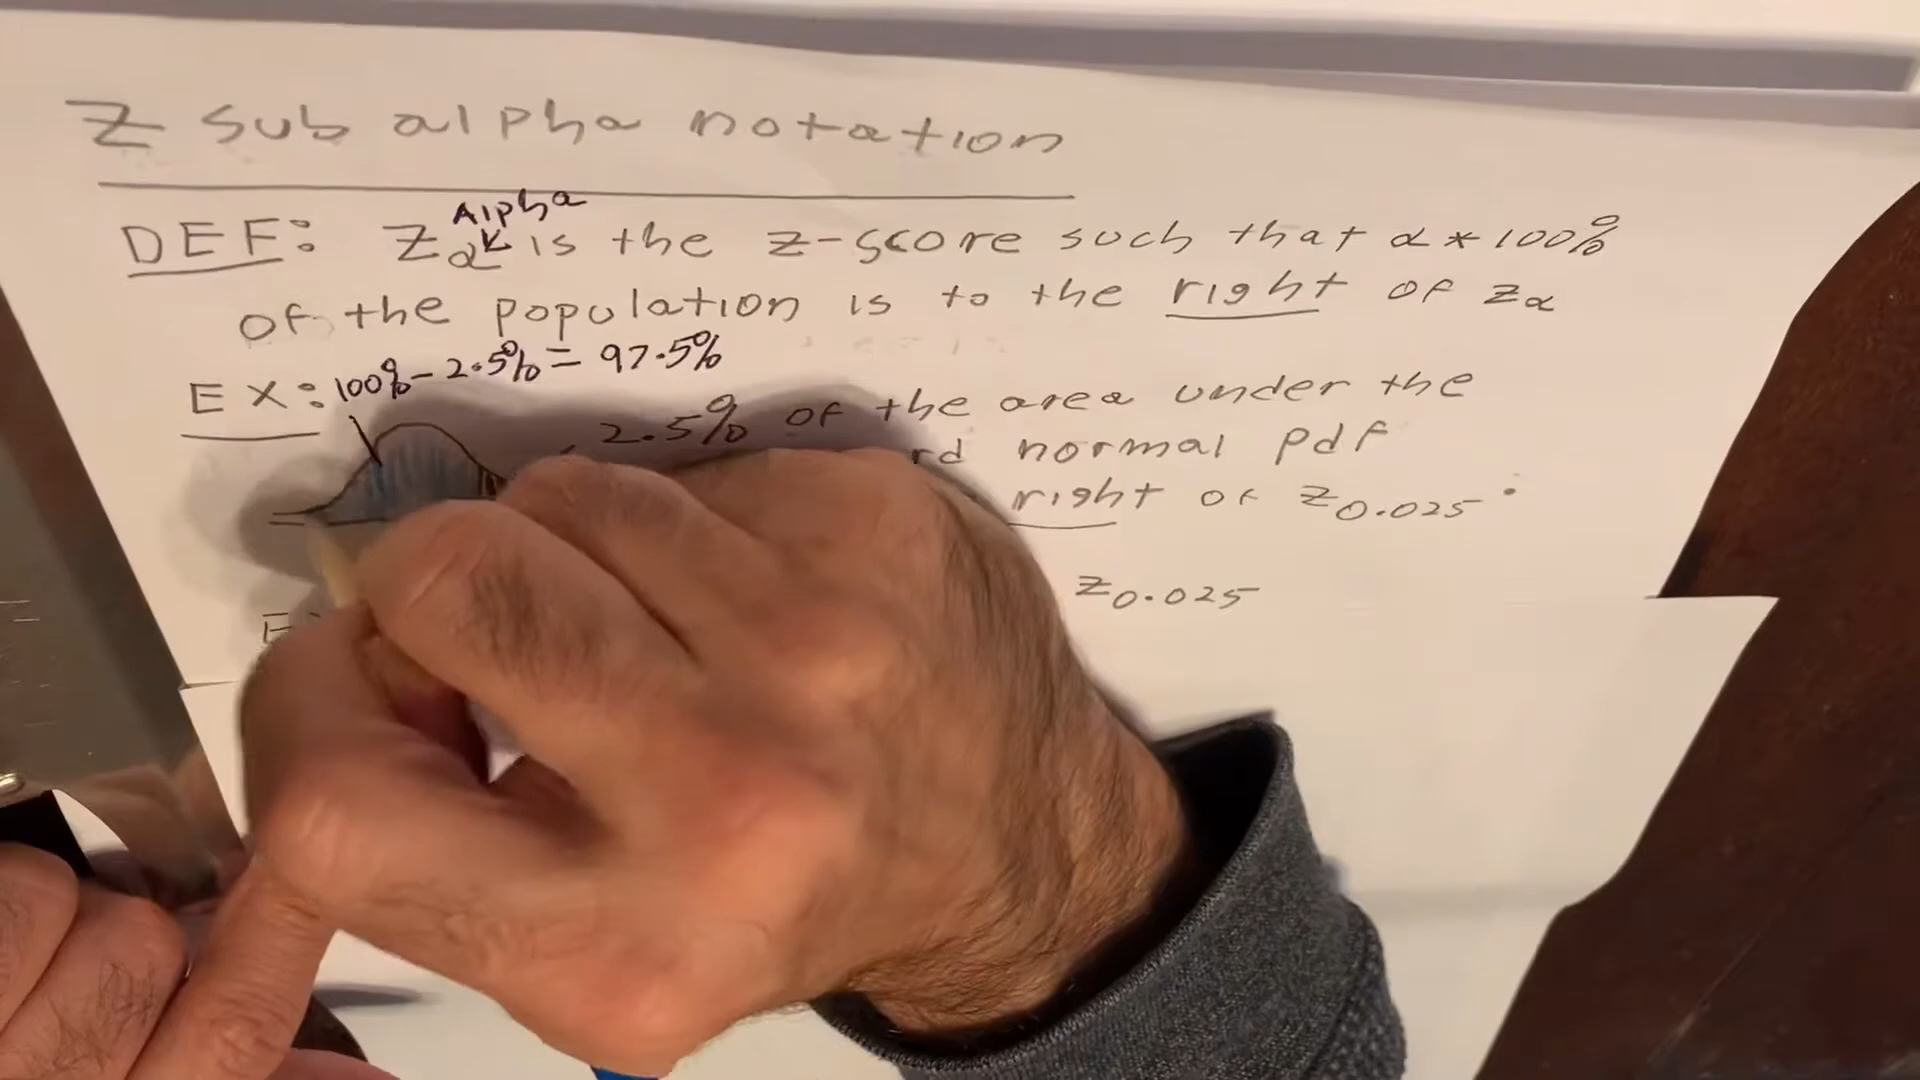 Z sub alpha notation
Alpha
DEF: Zα is the z-score such that α*100%
of the population is to the right of zα
EX: 100%-2.5%=97.5%
2.5% of the area under the
normal pdf
right of Z0.025.
Z0.025